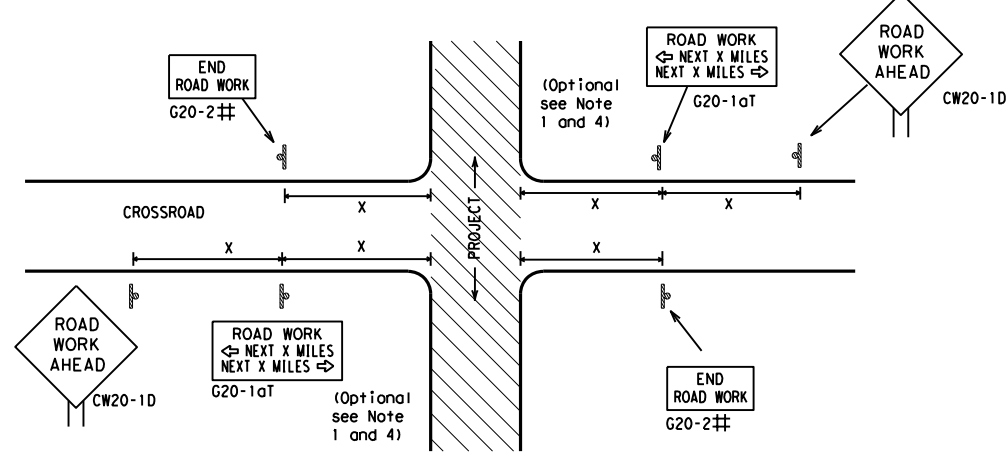 ROAD
WORK
AHEAD
CW20-1D
ROAD WORK
⇦ NEXT X MILES
NEXT X MILES ⇨
G20-1aT
(Optional
see Note
1 and 4)
END
ROAD WORK
G20-2#
X
X
X
CROSSROAD
PROJECT
X
X
X
ROAD
WORK
AHEAD
CW20-1D
ROAD WORK
⇦ NEXT X MILES
NEXT X MILES ⇨
G20-1aT
(Optional
see Note
1 and 4)
END
ROAD WORK
G20-2#